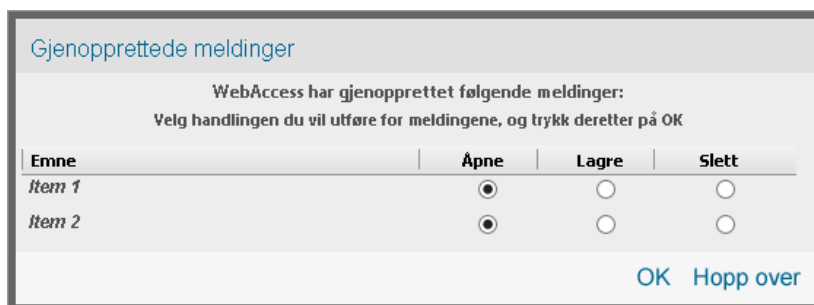 Gjenopprettede meldinger
WebAccess har gjenopprettet følgende meldinger:
Velg handlingen du vil utføre for meldingene, og trykk deretter på OK
Emne Åpne Lagre Slett
Item 1
Item 2
OK Hopp over